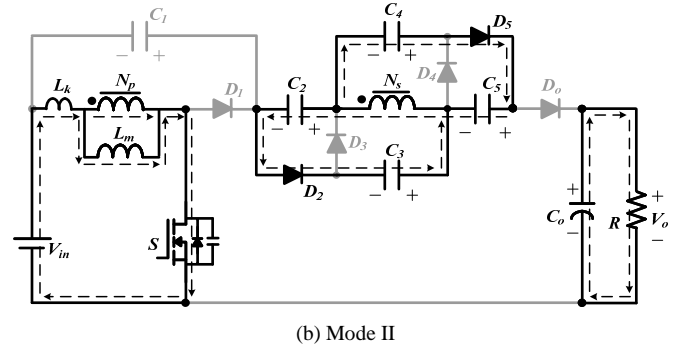 C1
− +
C4
− +
D5
Lk
Np
D1
C2
− +
Ns
D4
C5
− +
Do
Lm
D3
D2
C3
− +
S
Vin
Co
+
−
R
+
Vo
−
(b) Mode II